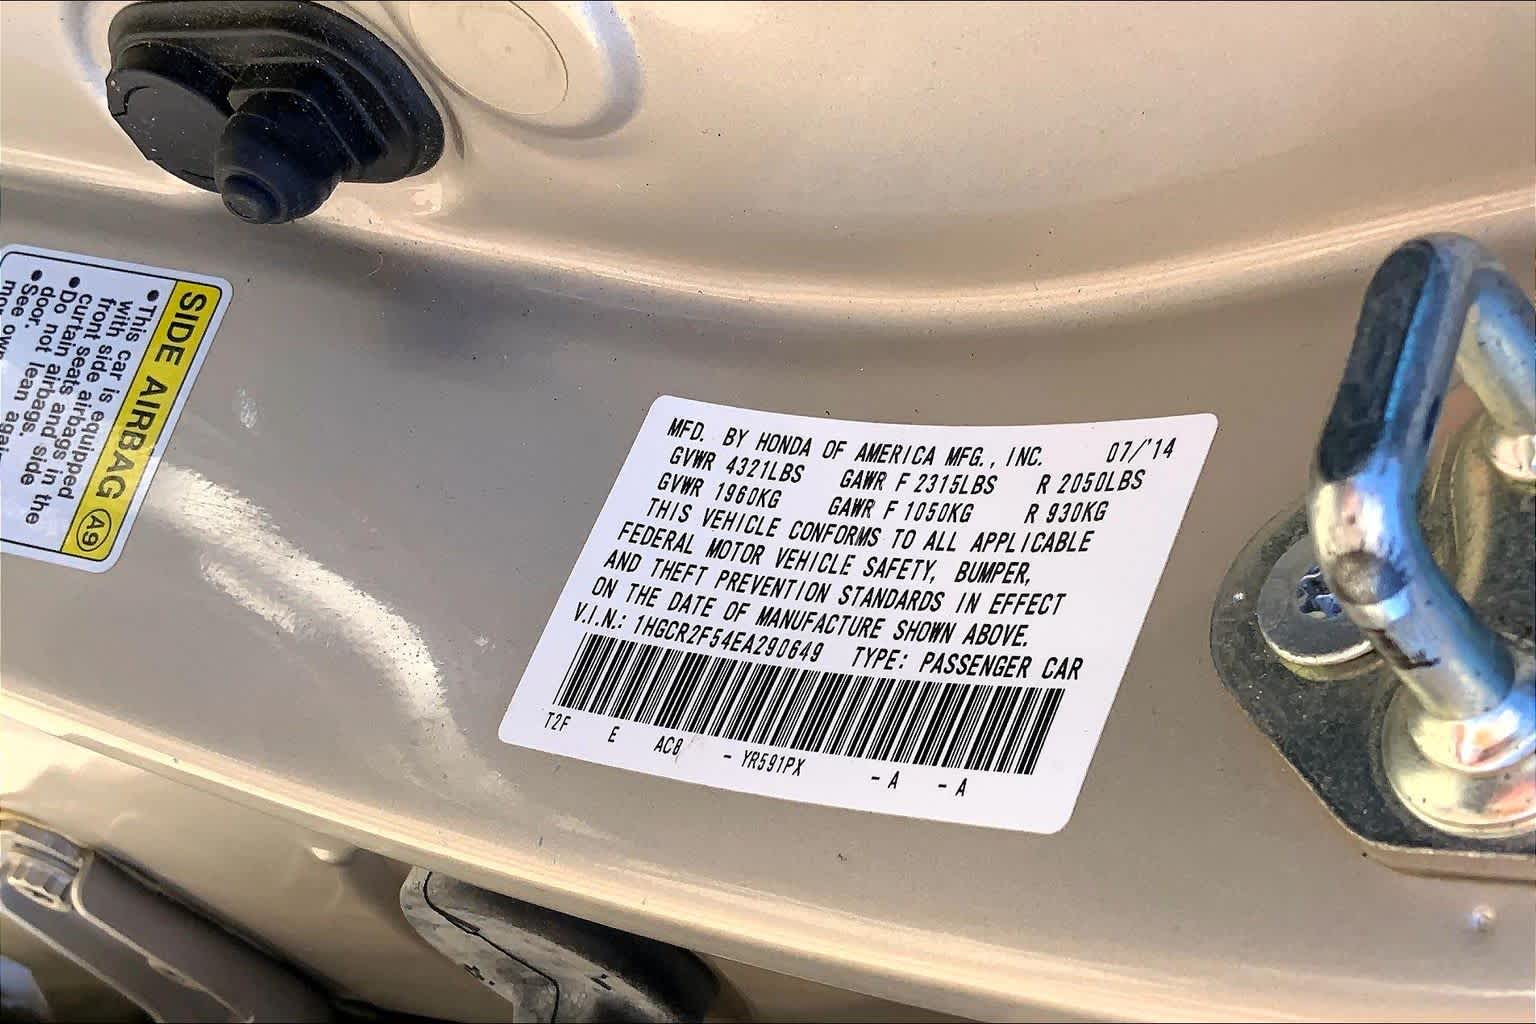 SIDE AIRBAG A9
• This car is equipped
with side airbags in
front seats and side
curtain airbags.
• Do not lean on the
door.
• See
MFD. BY HONDA OF AMERICA MFG., INC. 07/'14
GVWR 4321LBS GAWR F 2315LBS R 2050LBS
GVWR 1960KG GAWR F 1050KG R 930KG
THIS VEHICLE CONFORMS TO ALL APPLICABLE
FEDERAL MOTOR VEHICLE SAFETY, BUMPER,
AND THEFT PREVENTION STANDARDS IN EFFECT
ON THE DATE OF MANUFACTURE SHOWN ABOVE.
V.I.N.: 1HGCR2F54EA290649 TYPE: PASSENGER CAR
T2F E AC8 - YR591PX - A - A